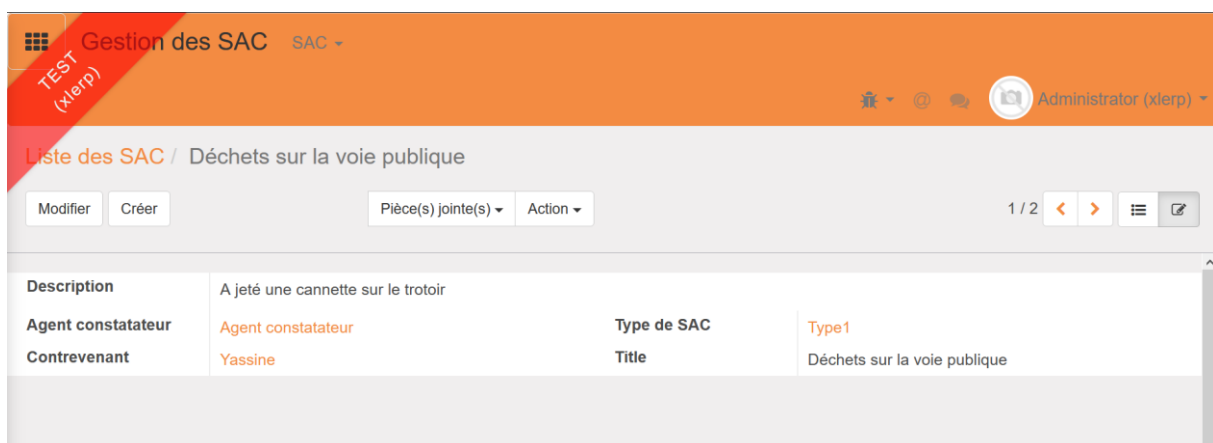 Gestion des SAC SAC
TEST
(xlerp)
@ Administrator (xlerp)
Liste des SAC / Déchets sur la voie publique
Modifier Créer Pièce(s) jointe(s) Action 1 / 2
Description A jeté une cannette sur le trotoir
Agent constatateur Agent constatateur Type de SAC Type1
Contrevenant Yassine Title Déchets sur la voie publique